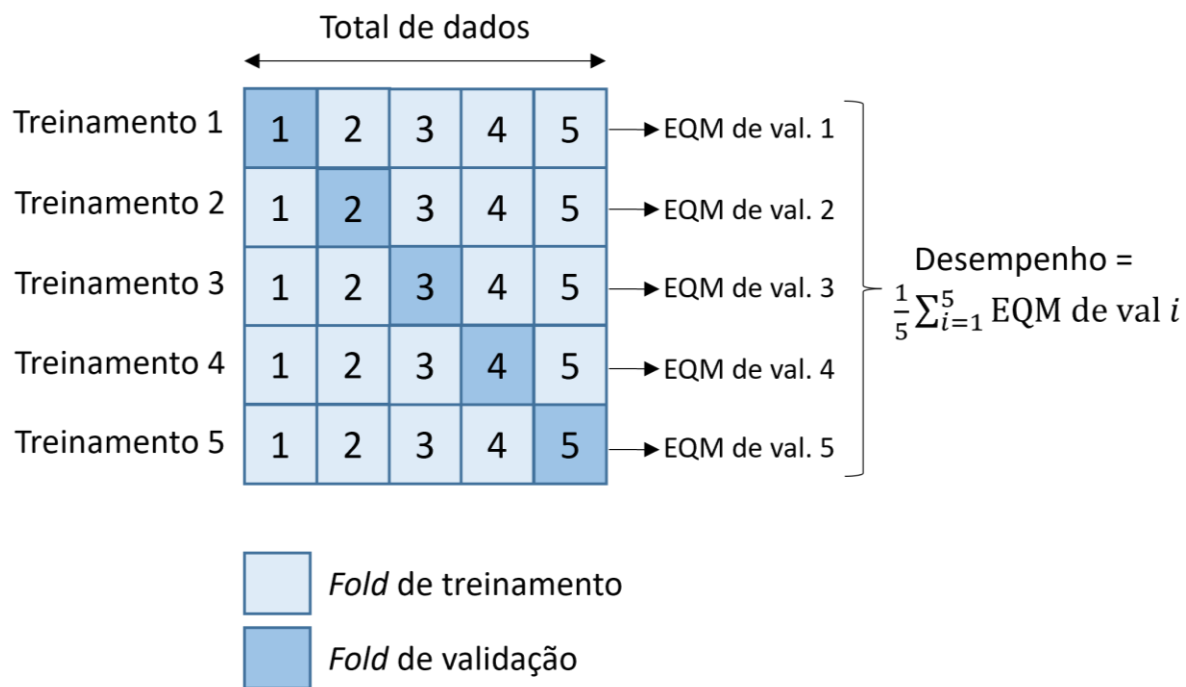 Total de dados
Treinamento 1 1 2 3 4 5 EQM de val. 1
Treinamento 2 1 2 3 4 5 EQM de val. 2
Treinamento 3 1 2 3 4 5 EQM de val. 3
Treinamento 4 1 2 3 4 5 EQM de val. 4
Treinamento 5 1 2 3 4 5 EQM de val. 5
Desempenho =
1/5 ∑_{i=1}^{5} EQM de val i
Fold de treinamento
Fold de validação